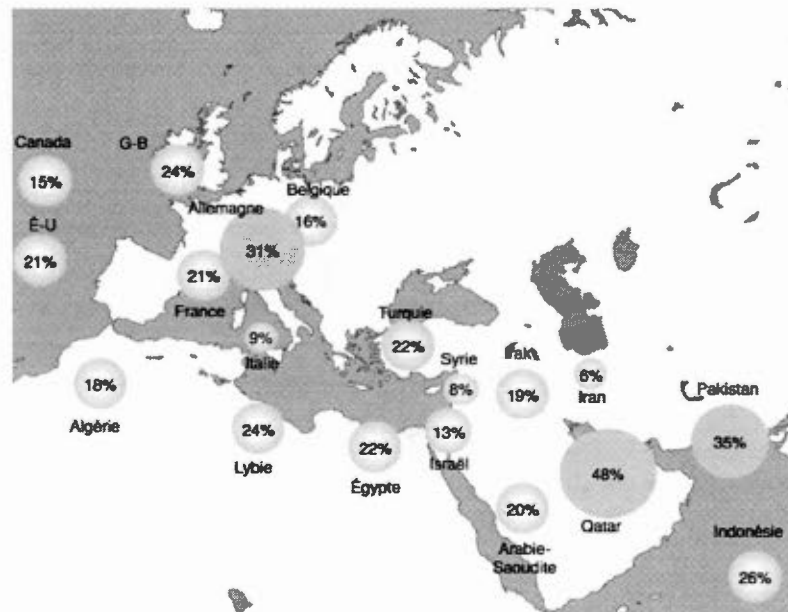 Canada
15%
G-B
24%
É-U
21%
Belgique
16%
Allemagne
31%
21%
France
9%
Italie
Turquie
22%
Syrie
8%
Irak
19%
6%
Iran
Pakistan
35%
18%
Algérie
24%
Lybie
22%
Égypte
13%
Israël
48%
Qatar
20%
Arabie-
Saoudite
Indonésie
26%